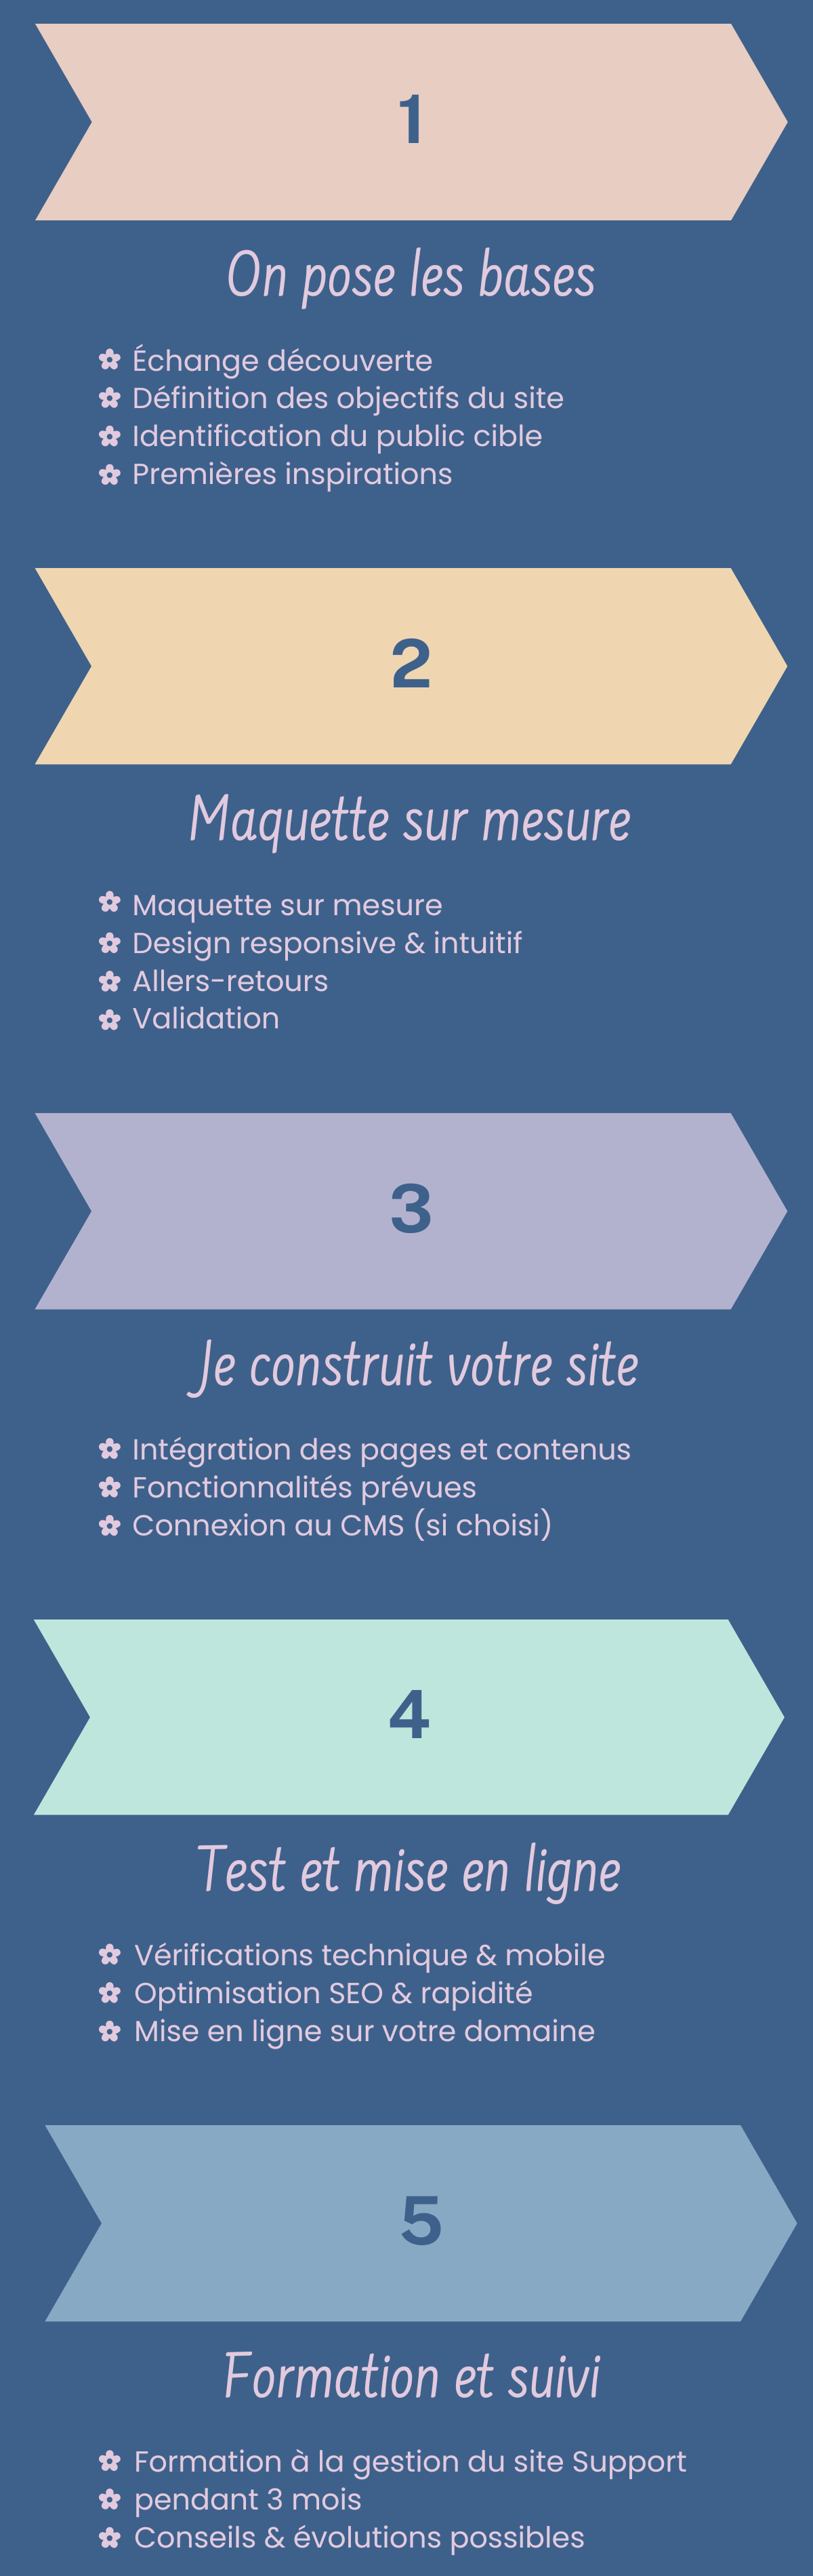 1
On pose les bases
Échange découverte
Définition des objectifs du site
Identification du public cible
Premières inspirations
2
Maquette sur mesure
Maquette sur mesure
Design responsive & intuitif
Allers-retours
Validation
3
Je construit votre site
Intégration des pages et contenus
Fonctionnalités prévues
Connexion au CMS (si choisi)
4
Test et mise en ligne
Vérifications technique & mobile
Optimisation SEO & rapidité
Mise en ligne sur votre domaine
5
Formation et suivi
Formation à la gestion du site Support
pendant 3 mois
Conseils & évolutions possibles